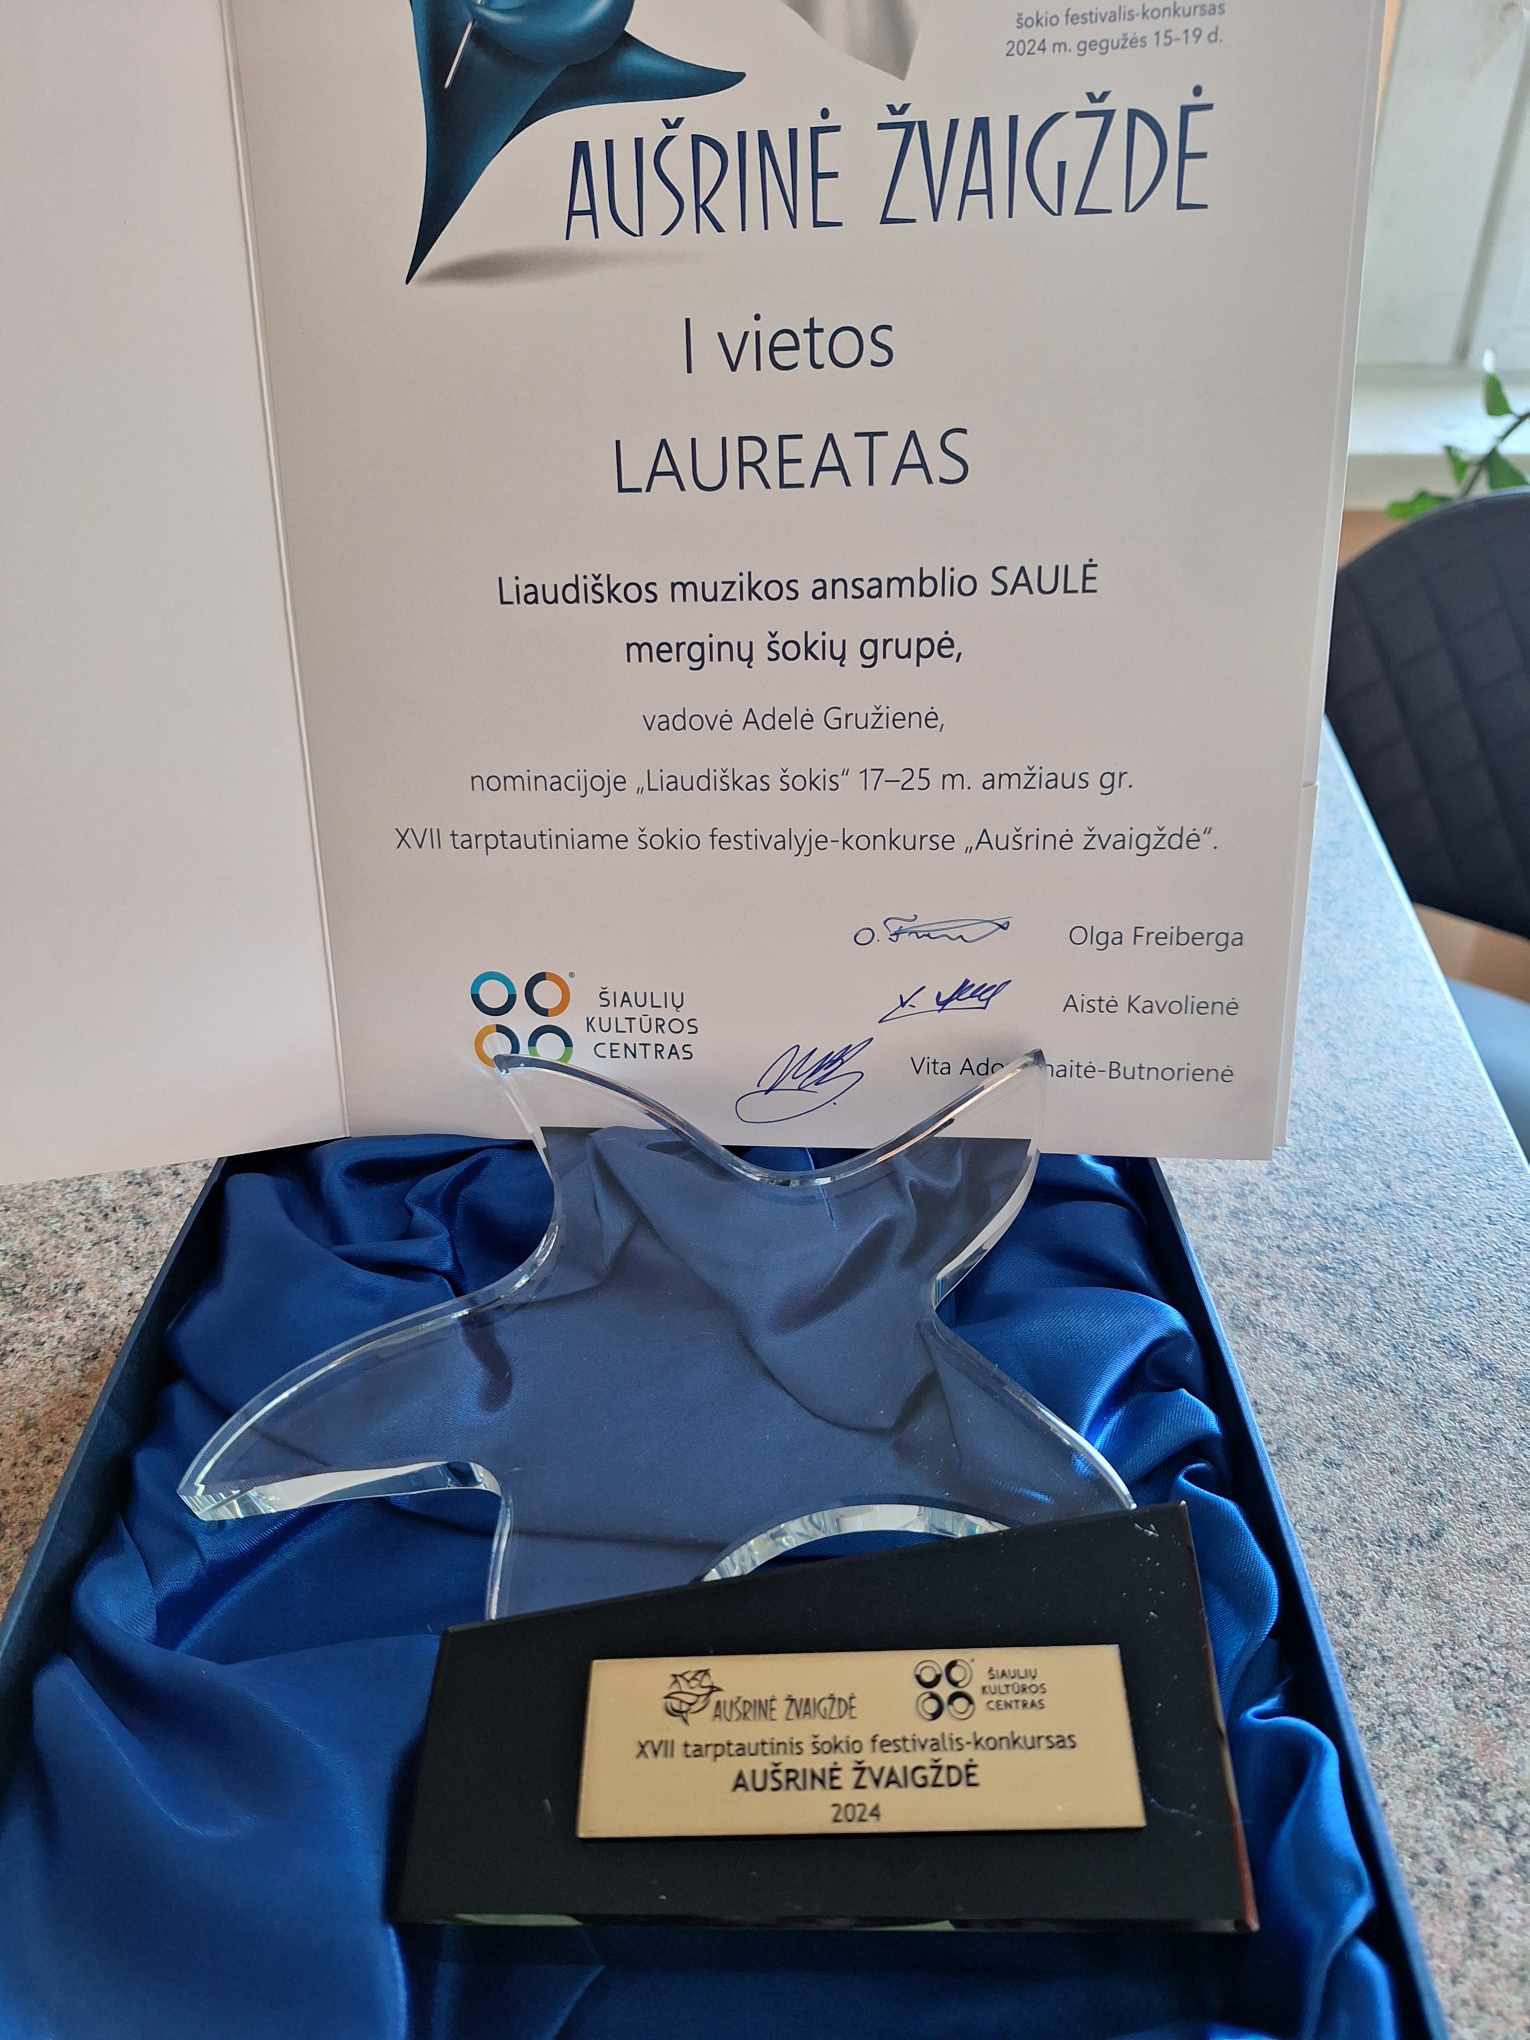 šokio festivalis-konkursas
2024 m. gegužės 15-19 d.
AUŠRINĖ ŽVAIGŽDĖ
I vietos
LAUREATAS
Liaudiškos muzikos ansamblio SAULĖ
merginų šokių grupė,
vadovė Adelė Gružienė,
nominacijoje „Liaudiškas šokis“ 17–25 m. amžiaus gr.
XVII tarptautiniame šokio festivalyje-konkurse „Aušrinė žvaigždė“.
Olga Freiberga
Aistė Kavolienė
Vita
ŠIAULIŲ
KULTŪROS
CENTRAS
AUŠRINĖ ŽVAIGŽDĖ
ŠIAULIŲ
KULTŪROS
CENTRAS
XVII tarptautinis šokio festivalis-konkursas
AUŠRINĖ ŽVAIGŽDĖ
2024